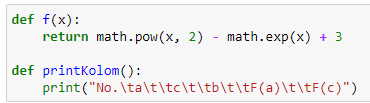 def f(x):
    return math.pow(x, 2) - math.exp(x) + 3
def printKolom():
    print("No.\ta\t\tc\t\tb\t\tF(a)\t\tF(c)")